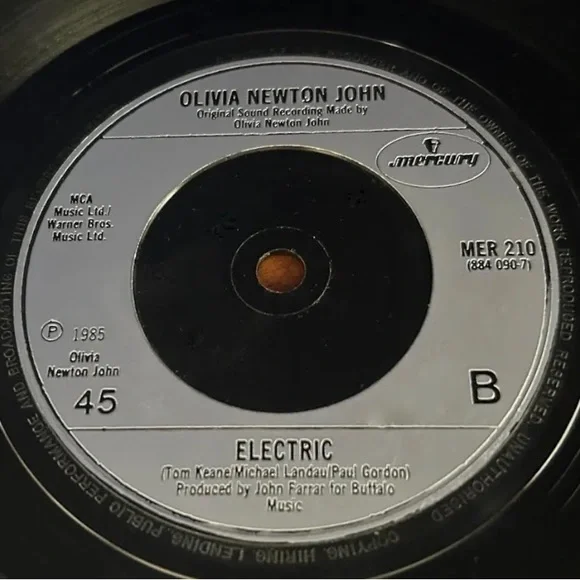 OLIVIA NEWTON JOHN
Original Sound Recording Made by
Olivia Newton John
mercury
MCA
Music Ltd./
Warner Bros.
Music Ltd.
MER 210
(884 090-7)
Ⓟ 1985
Olivia
Newton John
45
B
ELECTRIC
(Tom Keane/Michael Landau/Paul Gordon)
Produced by John Farrar for Buffalo
Music
OF THE OWNER OF THE WORK REPRODUCED RESERVED. UNAUTHORISED COPYING, HIRING, LENDING, PUBLIC PERFORMANCE AND BROADCASTING OF THIS